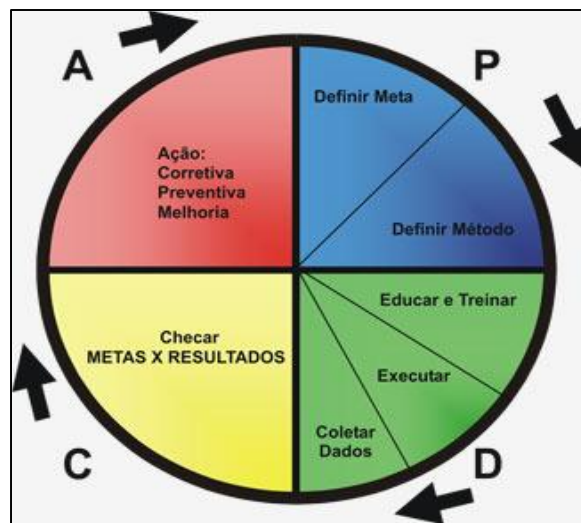 A
P
Definir Meta
Definir Método
Ação:
Corretiva
Preventiva
Melhoria
Educar e Treinar
Executar
Coletar
Dados
Checar
METAS X RESULTADOS
C
D